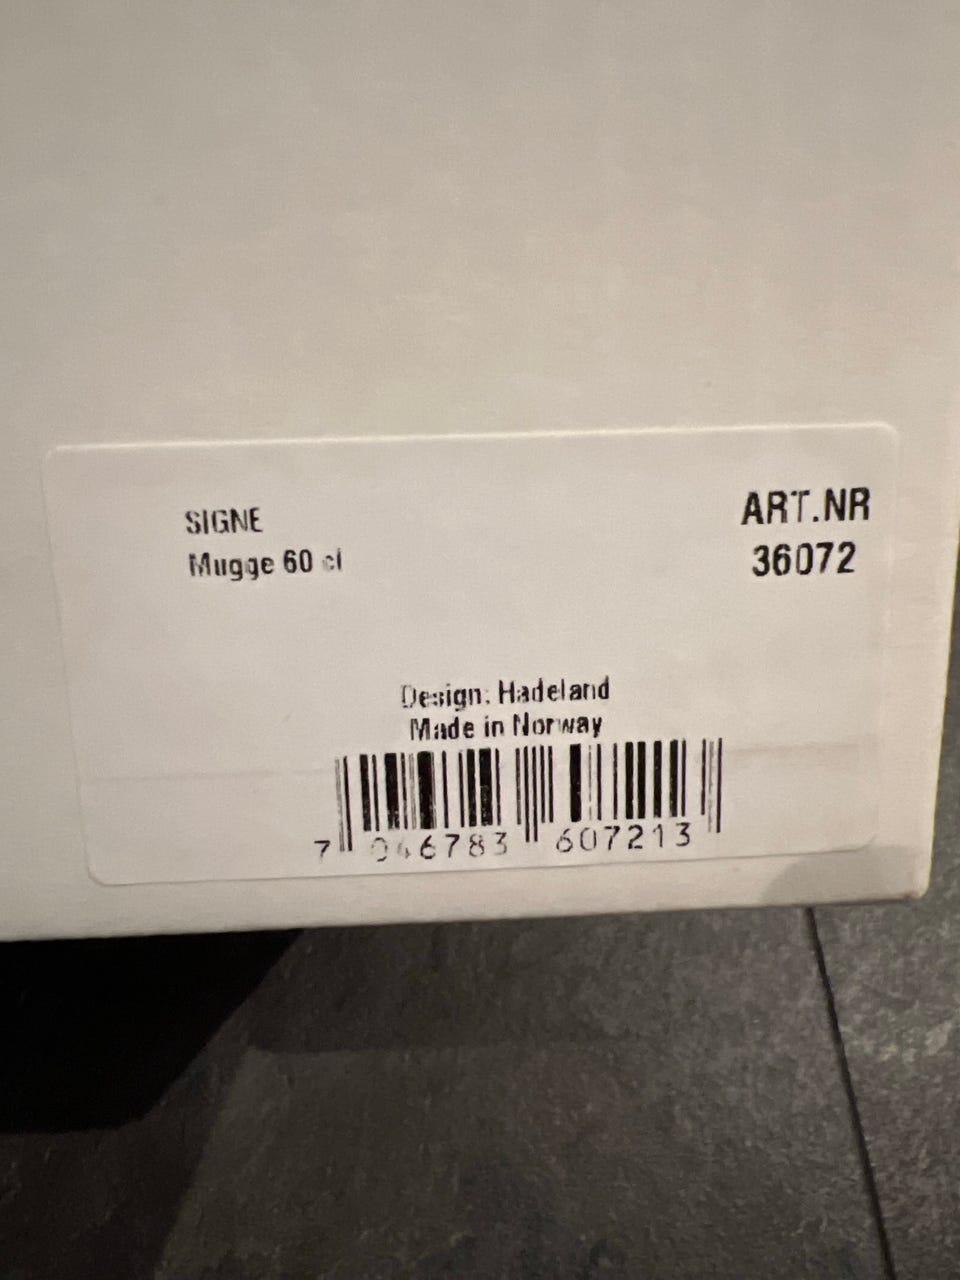 SIGNE
Mugge 60 cl
ART.NR
36072
Design: Hadeland
Made in Norway
7 046783 607213